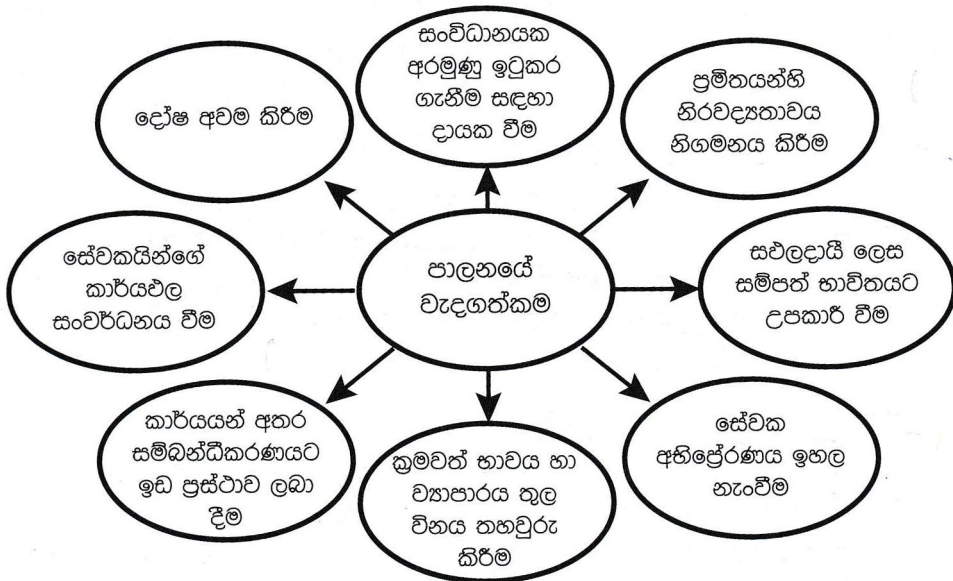 සංවිධානයක
අරමුණු ඉටුකර
ගැනීම සඳහා
දායක වීම
ප්‍රමිතයන්හි
නිරවද්‍යතාවය
නිගමනය කිරීම
දෝෂ අවම කිරීම
සේවකයින්ගේ
කාර්යඵල
සංවර්ධනය වීම
පාලනයේ
වැදගත්කම
සඵලදායී ලෙස
සම්පත් භාවිතයට
උපකාරී වීම
කාර්යයන් අතර
සම්බන්ධීකරණයට
ඉඩ ප්‍රස්ථාව ලබා
දීම
ක්‍රමවත් භාවය හා
ව්‍යාපාරය තුල
විනය තහවුරු
කිරීම
සේවක
අභිප්‍රේරණය ඉහල
නැංවීම